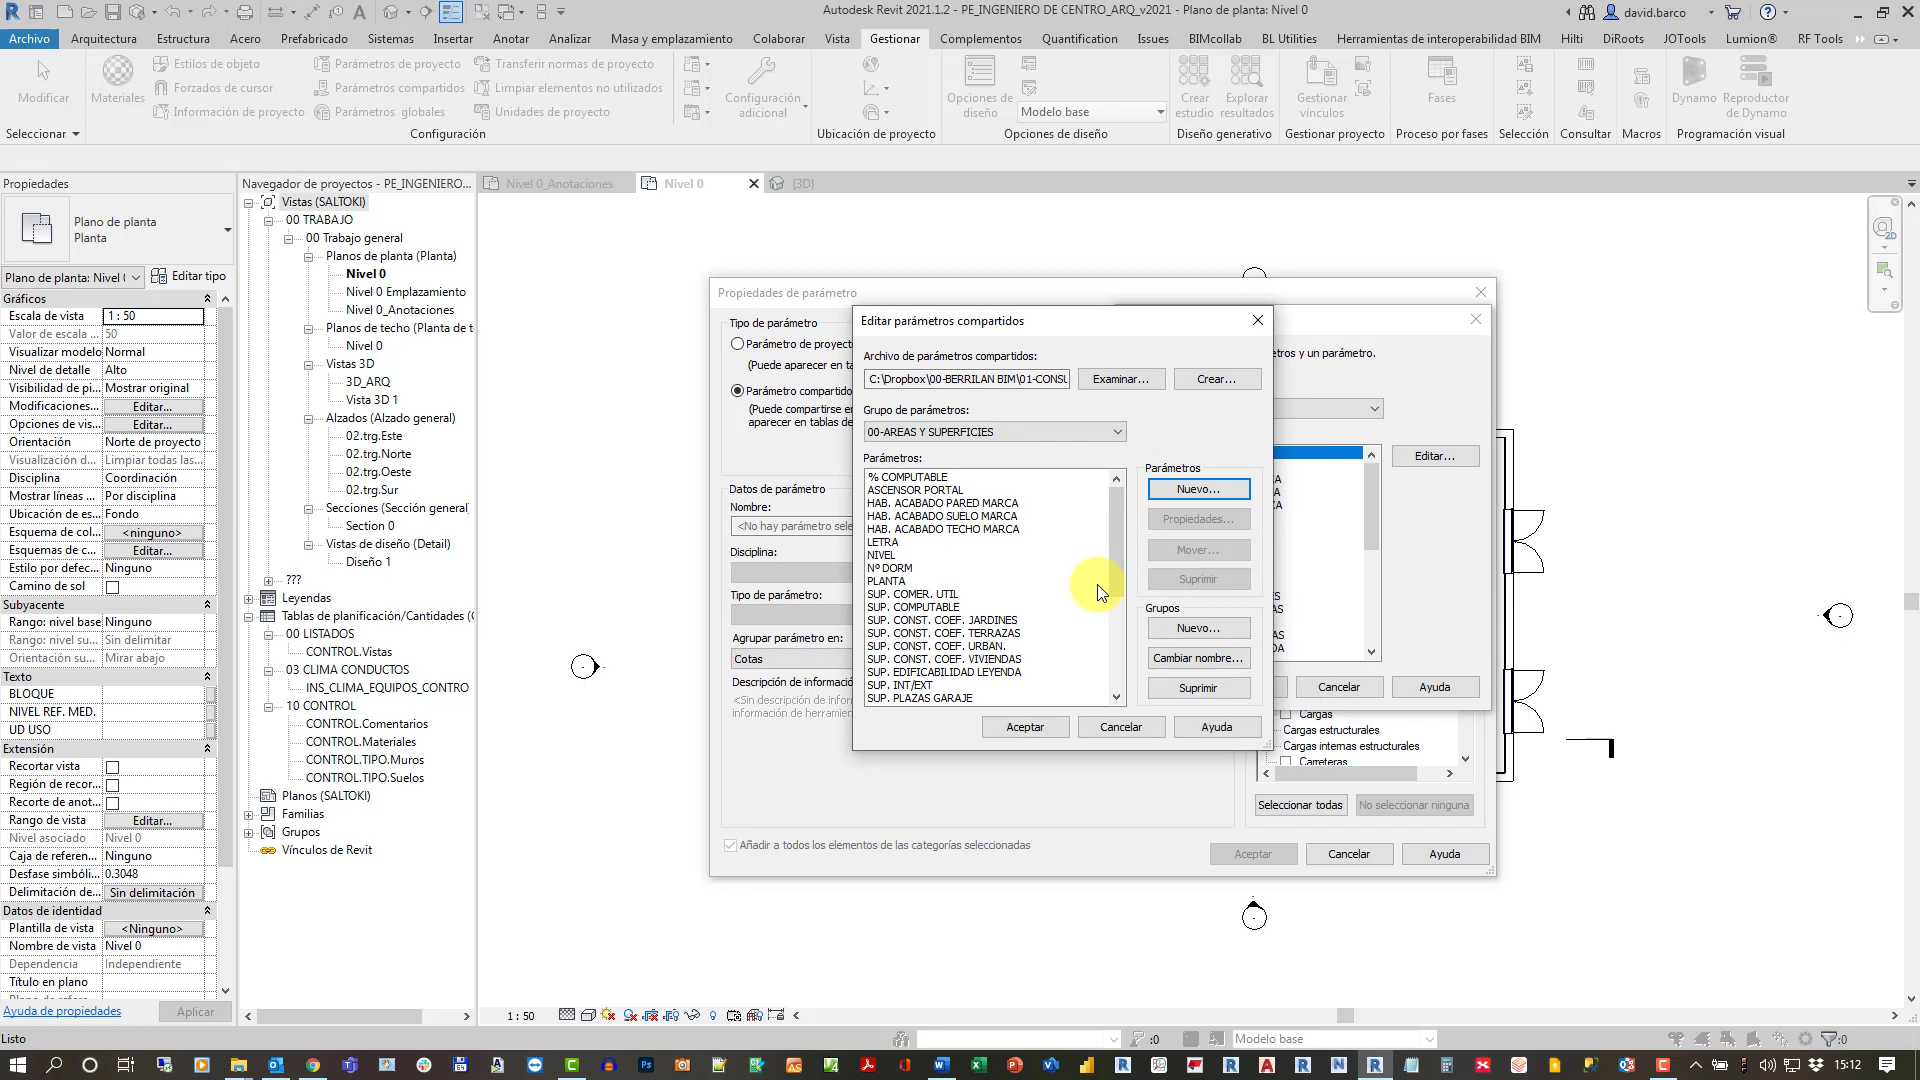 Autodesk Revit 2021.1.2 - PE_INGENIERO DE CENTRO_ARQ_v2021 - Plano de planta: Nivel 0
david.barco
Archivo Arquitectura Estructura Acero Prefabricado Sistemas Insertar Anotar Analizar Masa y emplazamiento Colaborar Vista Gestionar Complementos Quantification Issues BIMcollab BL Utilities Herramientas de interoperabilidad BIM Hilti DiRoots JOTools Lumion® RF Tools
Modificar
Materiales
Estilos de objeto
Forzados de cursor
Información de proyecto
Parámetros de proyecto
Parámetros compartidos
Parámetros globales
Transferir normas de proyecto
Limpiar elementos no utilizados
Unidades de proyecto
Configuración adicional
Opciones de diseño
Modelo base
Crear estudio
Explorar resultados
Gestionar vínculos
Fases
Dynamo
Reproductor de Dynamo
Seleccionar
Configuración
Ubicación de proyecto
Opciones de diseño
Diseño generativo
Gestionar proyecto
Proceso por fases
Selección
Consultar
Macros
Programación visual
Propiedades
Plano de planta
Planta
Plano de planta: Nivel (
Editar tipo
Gráficos
Escala de vista 1 : 50
Valor de escala ... 50
Visualizar modelo Normal
Nivel de detalle Alto
Visibilidad de pi... Mostrar original
Modificaciones... Editar...
Opciones de vis... Editar...
Orientación Norte de proyecto
Visualización d... Limpiar todas las...
Disciplina Coordinación
Mostrar líneas ... Por disciplina
Ubicación de es... Fondo
Esquema de col... <ninguno>
Esquemas de c... Editar...
Estilo por defec... Ninguno
Camino de sol
Subyacente
Rango: nivel base Ninguno
Rango: nivel su... Sin delimitación
Orientación su... Mirar abajo
Texto
BLOQUE
NIVEL REF. MED.
UD USO
Extensión
Recortar vista
Región de recor...
Recorte de anot...
Rango de vista Editar...
Nivel asociado Nivel 0
Caja de referen... Ninguno
Desfase simbóli... 0.3048
Delimitación de... Sin delimitación
Datos de identidad
Plantilla de vista <Ninguno>
Nombre de vista Nivel 0
Dependencia Independiente
Título en plano
Ayuda de propiedades
Aplicar
Navegador de proyectos - PE_INGENIERO...
Vistas (SALTOKI)
00 TRABAJO
00 Trabajo general
Planos de planta (Planta)
Nivel 0
Nivel 0 Emplazamiento
Nivel 0_Anotaciones
Planos de techo (Planta de t
Nivel 0
Vistas 3D
3D_ARQ
Vista 3D 1
Alzados (Alzado general)
02.trg.Este
02.trg.Norte
02.trg.Oeste
02.trg.Sur
Secciones (Sección general)
Section 0
Vistas de diseño (Detail)
Diseño 1
???
Leyendas
Tablas de planificación/Cantidades (
00 LISTADOS
CONTROL.Vistas
03 CLIMA CONDUCTOS
INS_CLIMA_EQUIPOS_CONTRO
10 CONTROL
CONTROL.Comentarios
CONTROL.Materiales
CONTROL.TIPO.Muros
CONTROL.TIPO.Suelos
Planos (SALTOKI)
Familias
Grupos
Vínculos de Revit
Nivel 0_Anotaciones
Nivel 0
{3D}
Propiedades de parámetro
Tipo de parámetro
Parámetro de proyecto
(Puede aparecer en ta
Parámetro compartido
(Puede compartirse en
aparecer en tablas de
Datos de parámetro
Nombre:
<No hay parámetro sele
Disciplina:
Tipo de parámetro:
Agrupar parámetro en:
Cotas
Descripción de informació
<Sin descripción de infor
información de herramien
Añadir a todos los elementos de las categorías seleccionadas
Editar parámetros compartidos
Archivo de parámetros compartidos:
C:\Dropbox\00-BERRILAN BIM\01-CONSU
Examinar...
Crear...
Grupo de parámetros:
00-AREAS Y SUPERFICIES
Parámetros:
% COMPUTABLE
ASCENSOR PORTAL
HAB. ACABADO PARED MARCA
HAB. ACABADO SUELO MARCA
HAB. ACABADO TECHO MARCA
LETRA
NIVEL
Nº DORM
PLANTA
SUP. COMER. UTIL
SUP. COMPUTABLE
SUP. CONST. COEF. JARDINES
SUP. CONST. COEF. TERRAZAS
SUP. CONST. COEF. URBAN.
SUP. CONST. COEF. VIVIENDAS
SUP. EDIFICABILIDAD LEYENDA
SUP. INT/EXT
SUP. PLAZAS GARAJE
Parámetros
Nuevo...
Propiedades...
Mover...
Suprimir
Grupos
Nuevo...
Cambiar nombre...
Suprimir
Aceptar
Cancelar
Ayuda
etros y un parámetro.
Editar...
Cancelar
Ayuda
Cargas
Cargas estructurales
Cargas internas estructurales
Carreteras
Seleccionar todas
No seleccionar ninguna
Aceptar
Cancelar
Ayuda
1 : 50
Listo
:0
Modelo base
:0
15:12